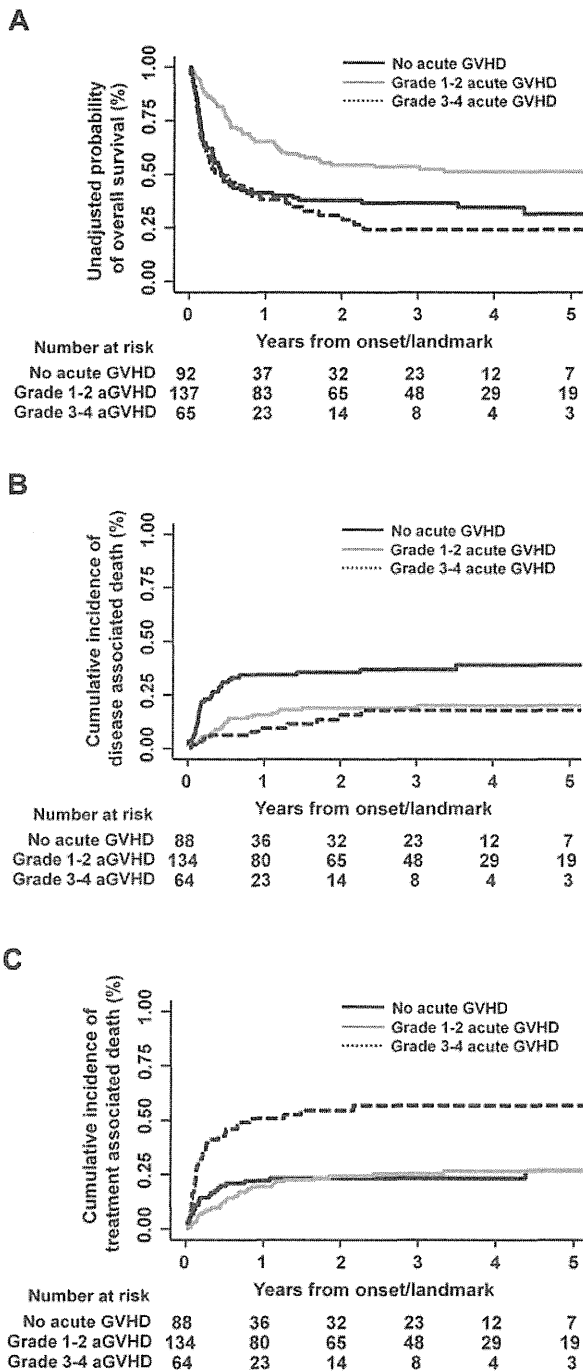 A
Unadjusted probability
of overall survival (%)
1.00
0.75
0.50
0.25
0.00
No acute GVHD
Grade 1-2 acute GVHD
Grade 3-4 acute GVHD
0 1 2 3 4 5
Years from onset/landmark
Number at risk
No acute GVHD 92 37 32 23 12 7
Grade 1-2 aGVHD 137 83 65 48 29 19
Grade 3-4 aGVHD 65 23 14 8 4 3
B
Cumulative incidence of
disease associated death (%)
1.00
0.75
0.50
0.25
0.00
No acute GVHD
Grade 1-2 acute GVHD
Grade 3-4 acute GVHD
0 1 2 3 4 5
Years from onset/landmark
Number at risk
No acute GVHD 88 36 32 23 12 7
Grade 1-2 aGVHD 134 80 65 48 29 19
Grade 3-4 aGVHD 64 23 14 8 4 3
C
Cumulative incidence of
treatment associated death (%)
1.00
0.75
0.50
0.25
0.00
No acute GVHD
Grade 1-2 acute GVHD
Grade 3-4 acute GVHD
0 1 2 3 4 5
Years from onset/landmark
Number at risk
No acute GVHD 88 36 32 23 12 7
Grade 1-2 aGVHD 134 80 65 48 29 19
Grade 3-4 aGVHD 64 23 14 8 4 3